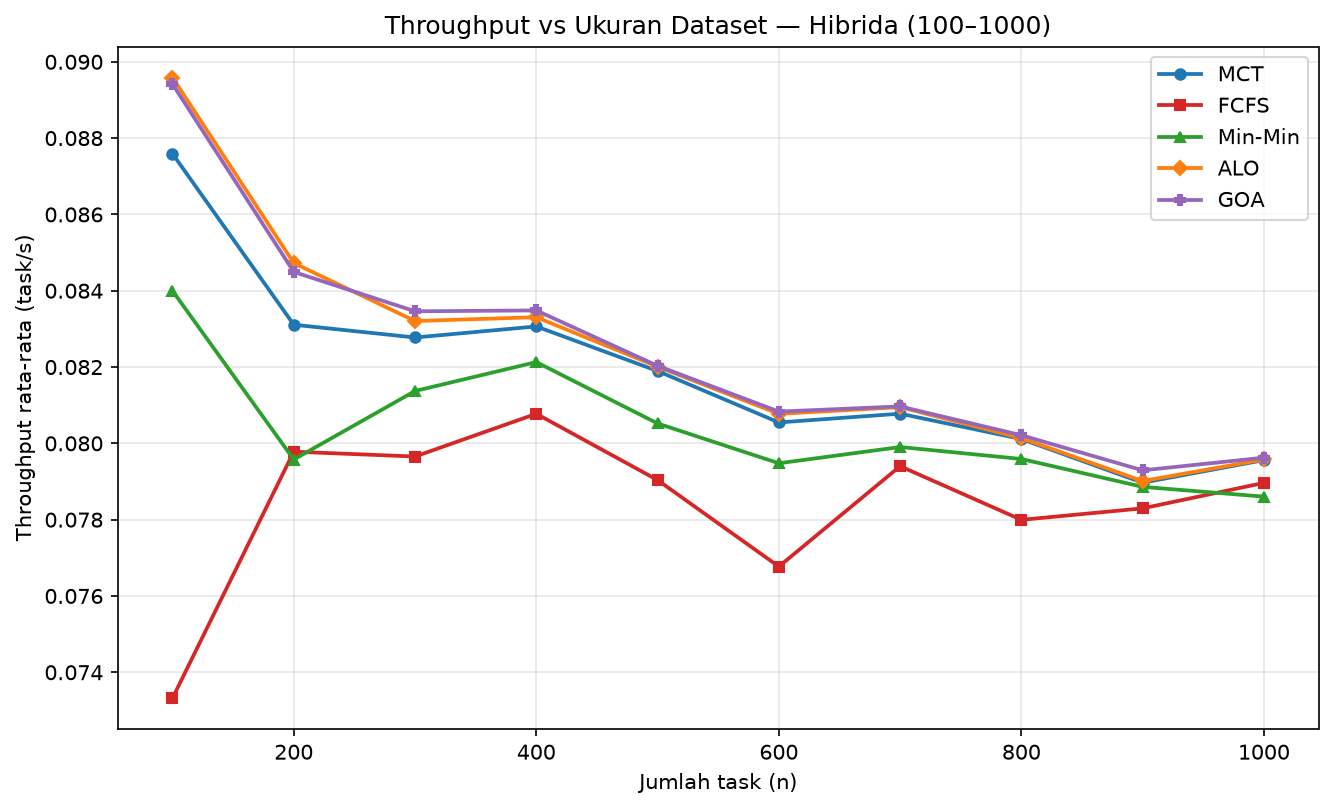 Throughput vs Ukuran Dataset — Hibrida (100–1000)
Throughput rata-rata (task/s)
0.090
0.088
0.086
0.084
0.082
0.080
0.078
0.076
0.074
MCT
FCFS
Min-Min
ALO
GOA
200
400
600
800
1000
Jumlah task (n)